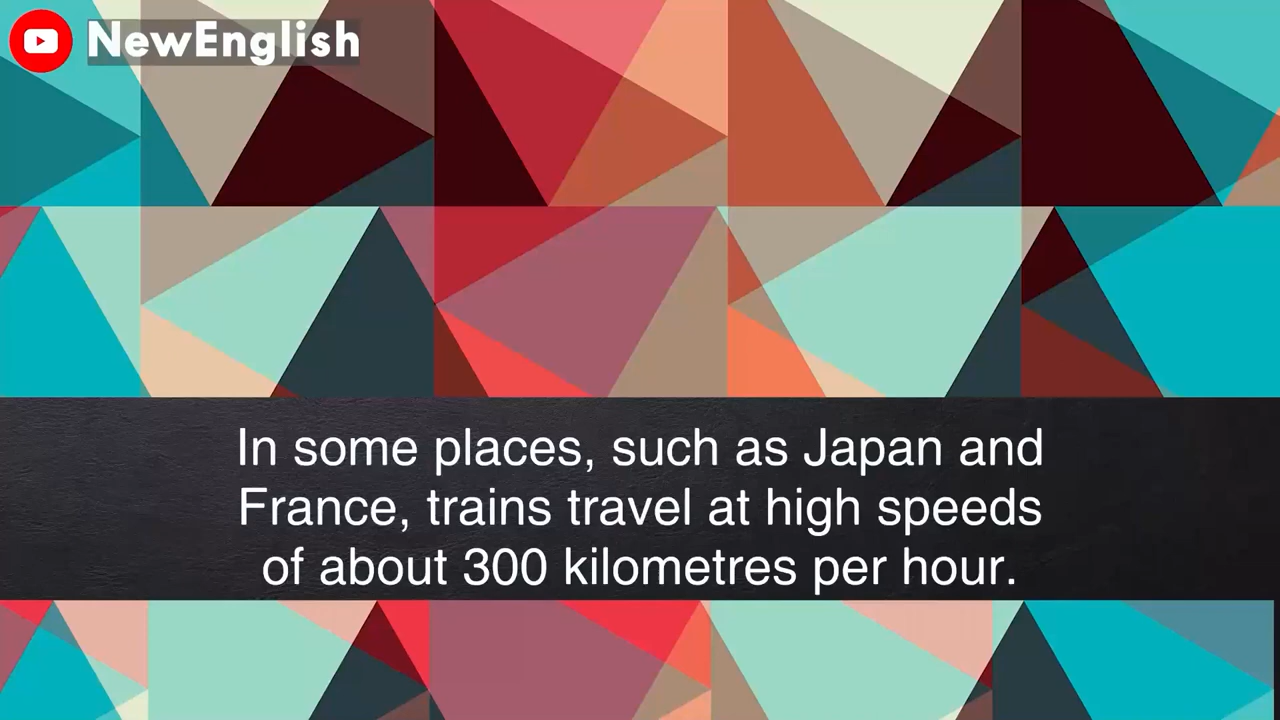 NewEnglish
In some places, such as Japan and
France, trains travel at high speeds
of about 300 kilometres per hour.